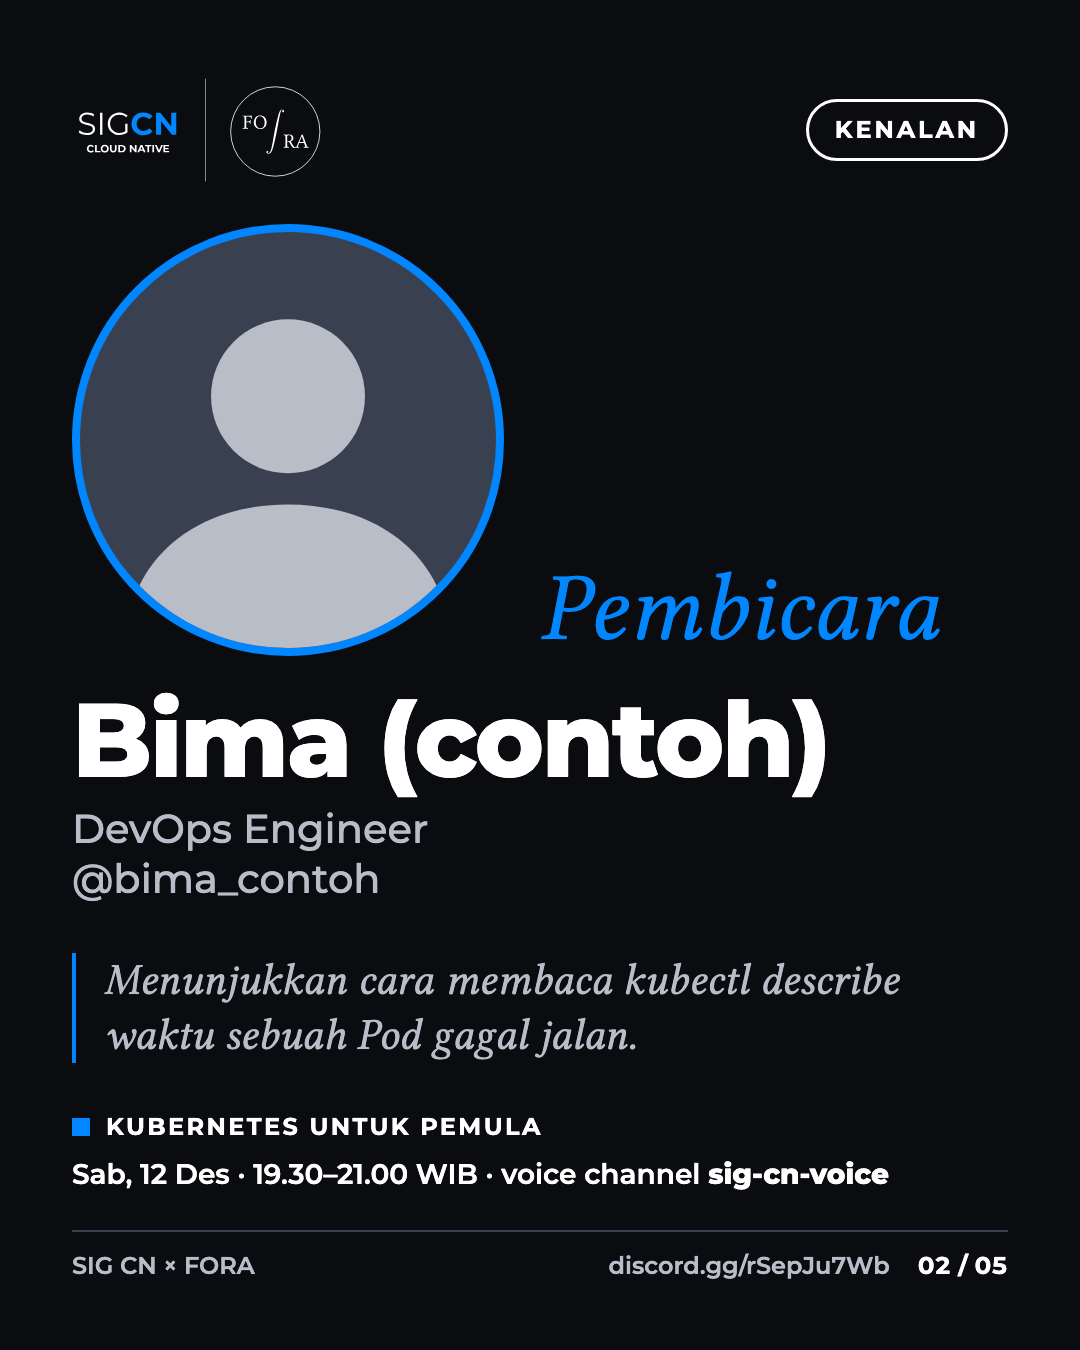 SIGCN
CLOUD NATIVE
FO RA
KENALAN
Pembicara
Bima (contoh)
DevOps Engineer
@bima_contoh
Menunjukkan cara membaca kubectl describe
waktu sebuah Pod gagal jalan.
KUBERNETES UNTUK PEMULA
Sab, 12 Des · 19.30–21.00 WIB · voice channel sig-cn-voice
SIG CN × FORA
discord.gg/rSepJu7Wb 02 / 05